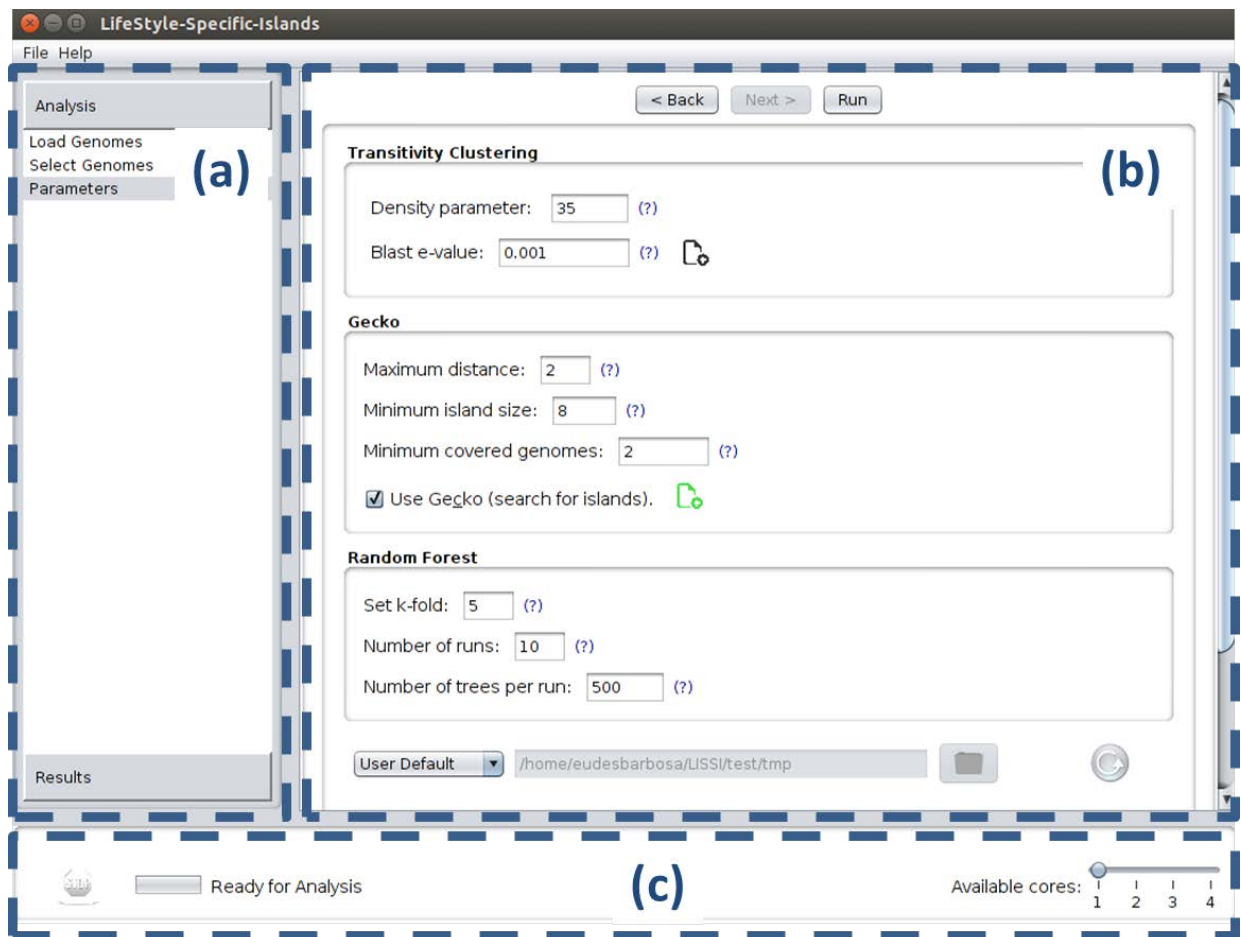 LifeStyle-Specific-Islands
File Help
Analysis
Load Genomes
Select Genomes
Parameters
(a)
Results
< Back Next > Run
(b)
Transitivity Clustering
Density parameter: 35 (?)
Blast e-value: 0.001 (?)
Gecko
Maximum distance: 2 (?)
Minimum island size: 8 (?)
Minimum covered genomes: 2 (?)
Use Gecko (search for islands).
Random Forest
Set k-fold: 5 (?)
Number of runs: 10 (?)
Number of trees per run: 500 (?)
User Default /home/eudesbarbosa/LISSI/test/tmp
Ready for Analysis
(c)
Available cores:
1 2 3 4